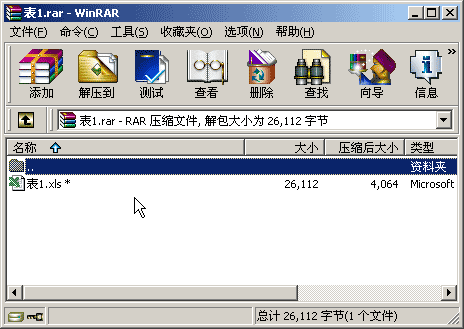 表1.rar - WinRAR
文件(F) 命令(C) 工具(S) 收藏夹(O) 选项(N) 帮助(H)
添加 解压到 测试 查看 删除 查找 向导 信息
表1.rar - RAR 压缩文件, 解包大小为 26,112 字节
名称 大小 压缩后大小 类型
.. 资料夹
表1.xls * 26,112 4,064 Microsoft
总计 26,112 字节(1 个文件)